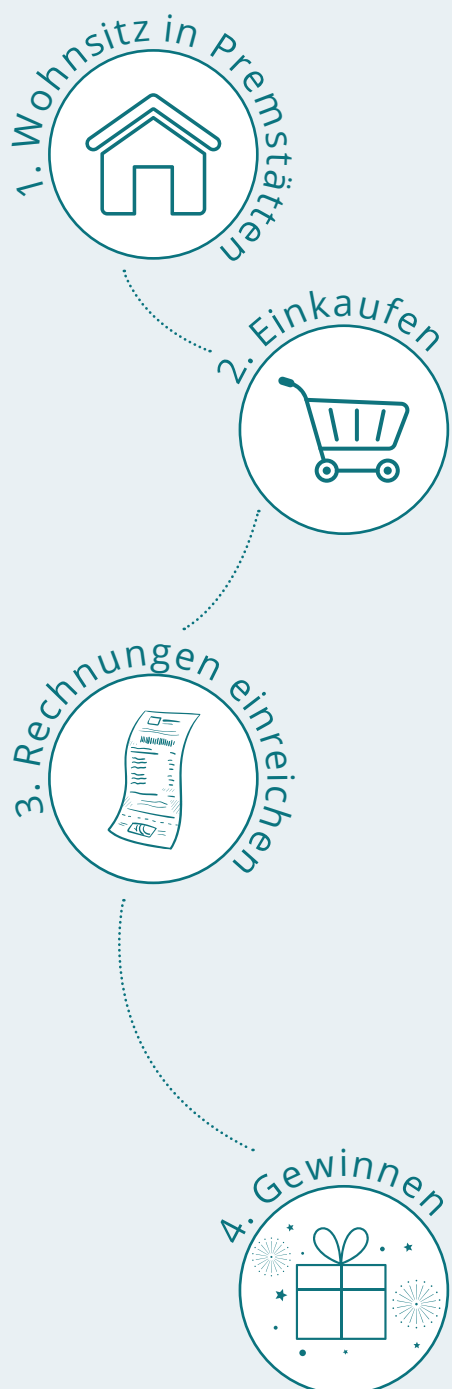 1. Wohnsitz in Premstätten
2. Einkaufen
3. Rechnungen einreichen
4. Gewinnen